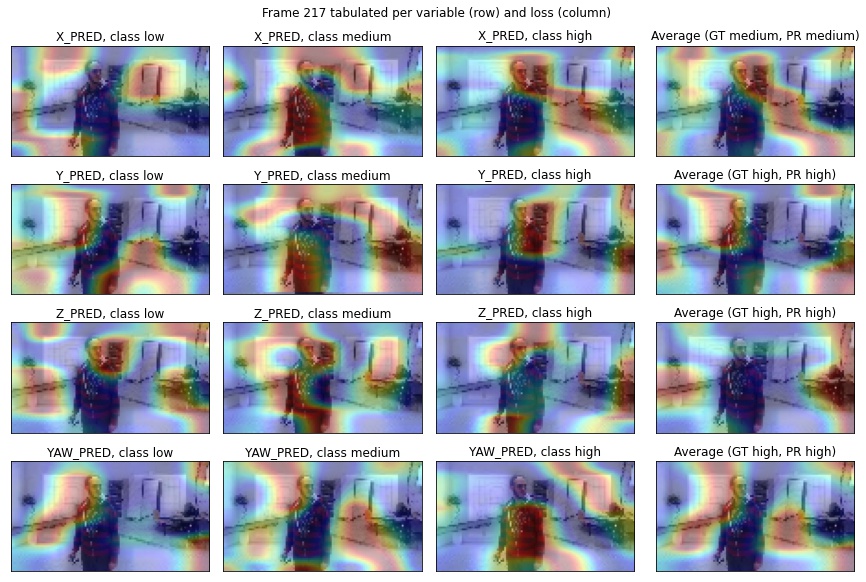 Frame 217 tabulated per variable (row) and loss (column)
X_PRED, class low
X_PRED, class medium
X_PRED, class high
Average (GT medium, PR medium)
Y_PRED, class low
Y_PRED, class medium
Y_PRED, class high
Average (GT high, PR high)
Z_PRED, class low
Z_PRED, class medium
Z_PRED, class high
Average (GT high, PR high)
YAW_PRED, class low
YAW_PRED, class medium
YAW_PRED, class high
Average (GT high, PR high)